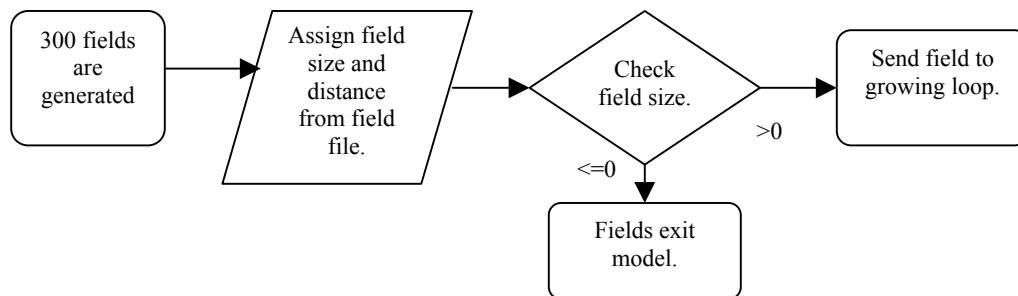 300 fields
are
generated
Assign field
size and
distance
from field
file.
Check
field size.
>0
<=0
Send field to
growing loop.
Fields exit
model.